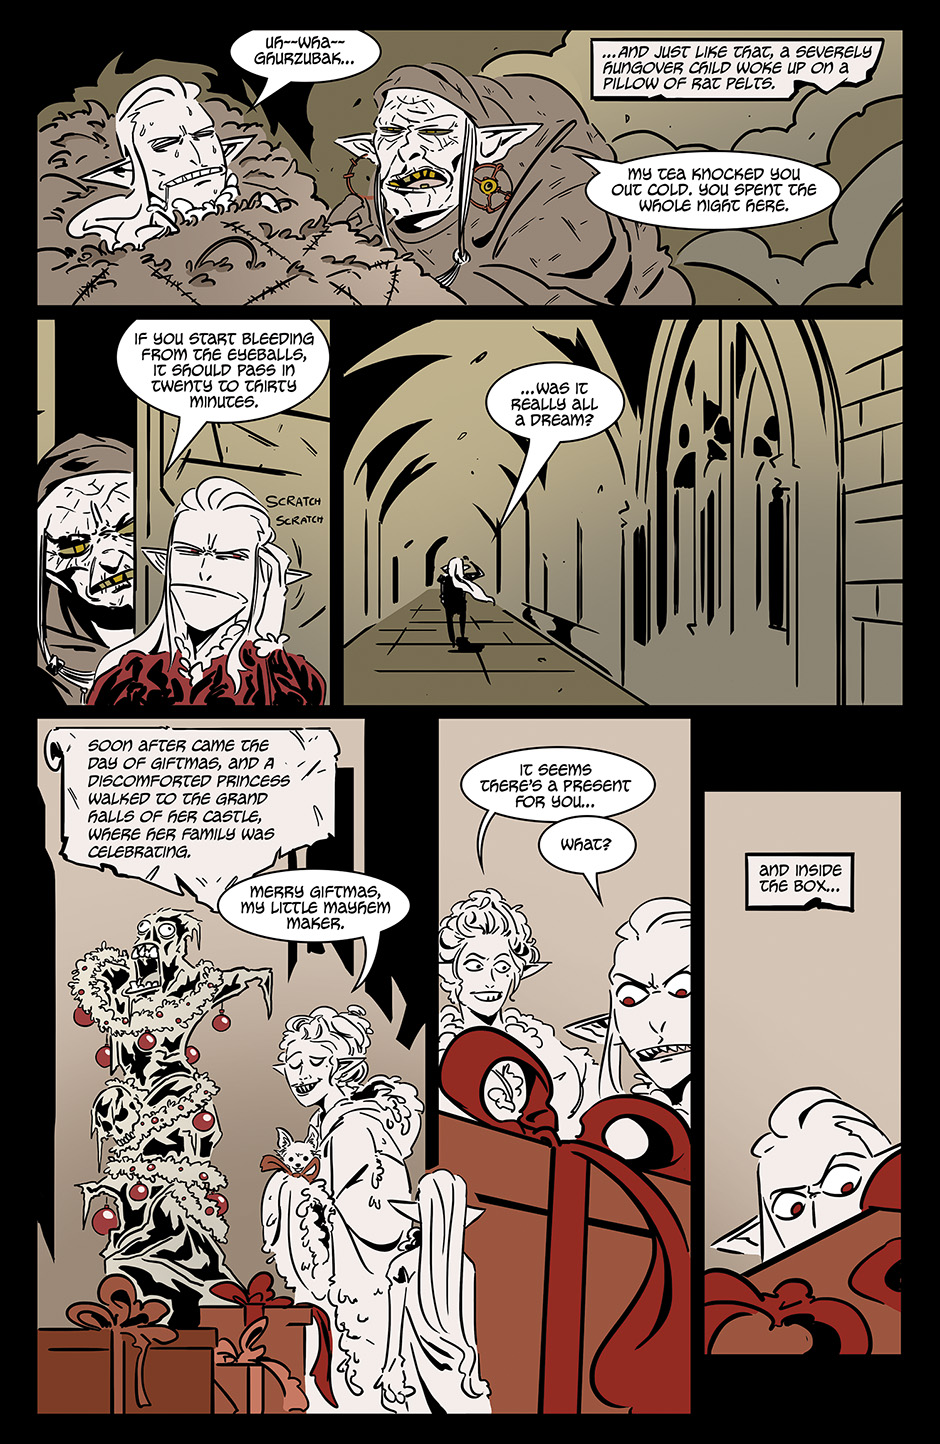 UH--WHA--
GHURZUBAK...
...AND JUST LIKE THAT, A SEVERELY
HUNGOVER CHILD WOKE UP ON A
PILLOW OF RAT PELTS.
MY TEA KNOCKED YOU
OUT COLD. YOU SPENT THE
WHOLE NIGHT HERE.
IF YOU START BLEEDING
FROM THE EYEBALLS,
IT SHOULD PASS IN
TWENTY TO THIRTY
MINUTES.
SCRATCH
SCRATCH
...WAS IT
REALLY ALL
A DREAM?
SOON AFTER CAME THE
DAY OF GIFTMAS, AND A
DISCOMFORTED PRINCESS
WALKED TO THE GRAND
HALLS OF HER CASTLE,
WHERE HER FAMILY WAS
CELEBRATING.
MERRY GIFTMAS,
MY LITTLE MAYHEM
MAKER.
IT SEEMS
THERE'S A PRESENT
FOR YOU...
WHAT?
AND INSIDE
THE BOX...